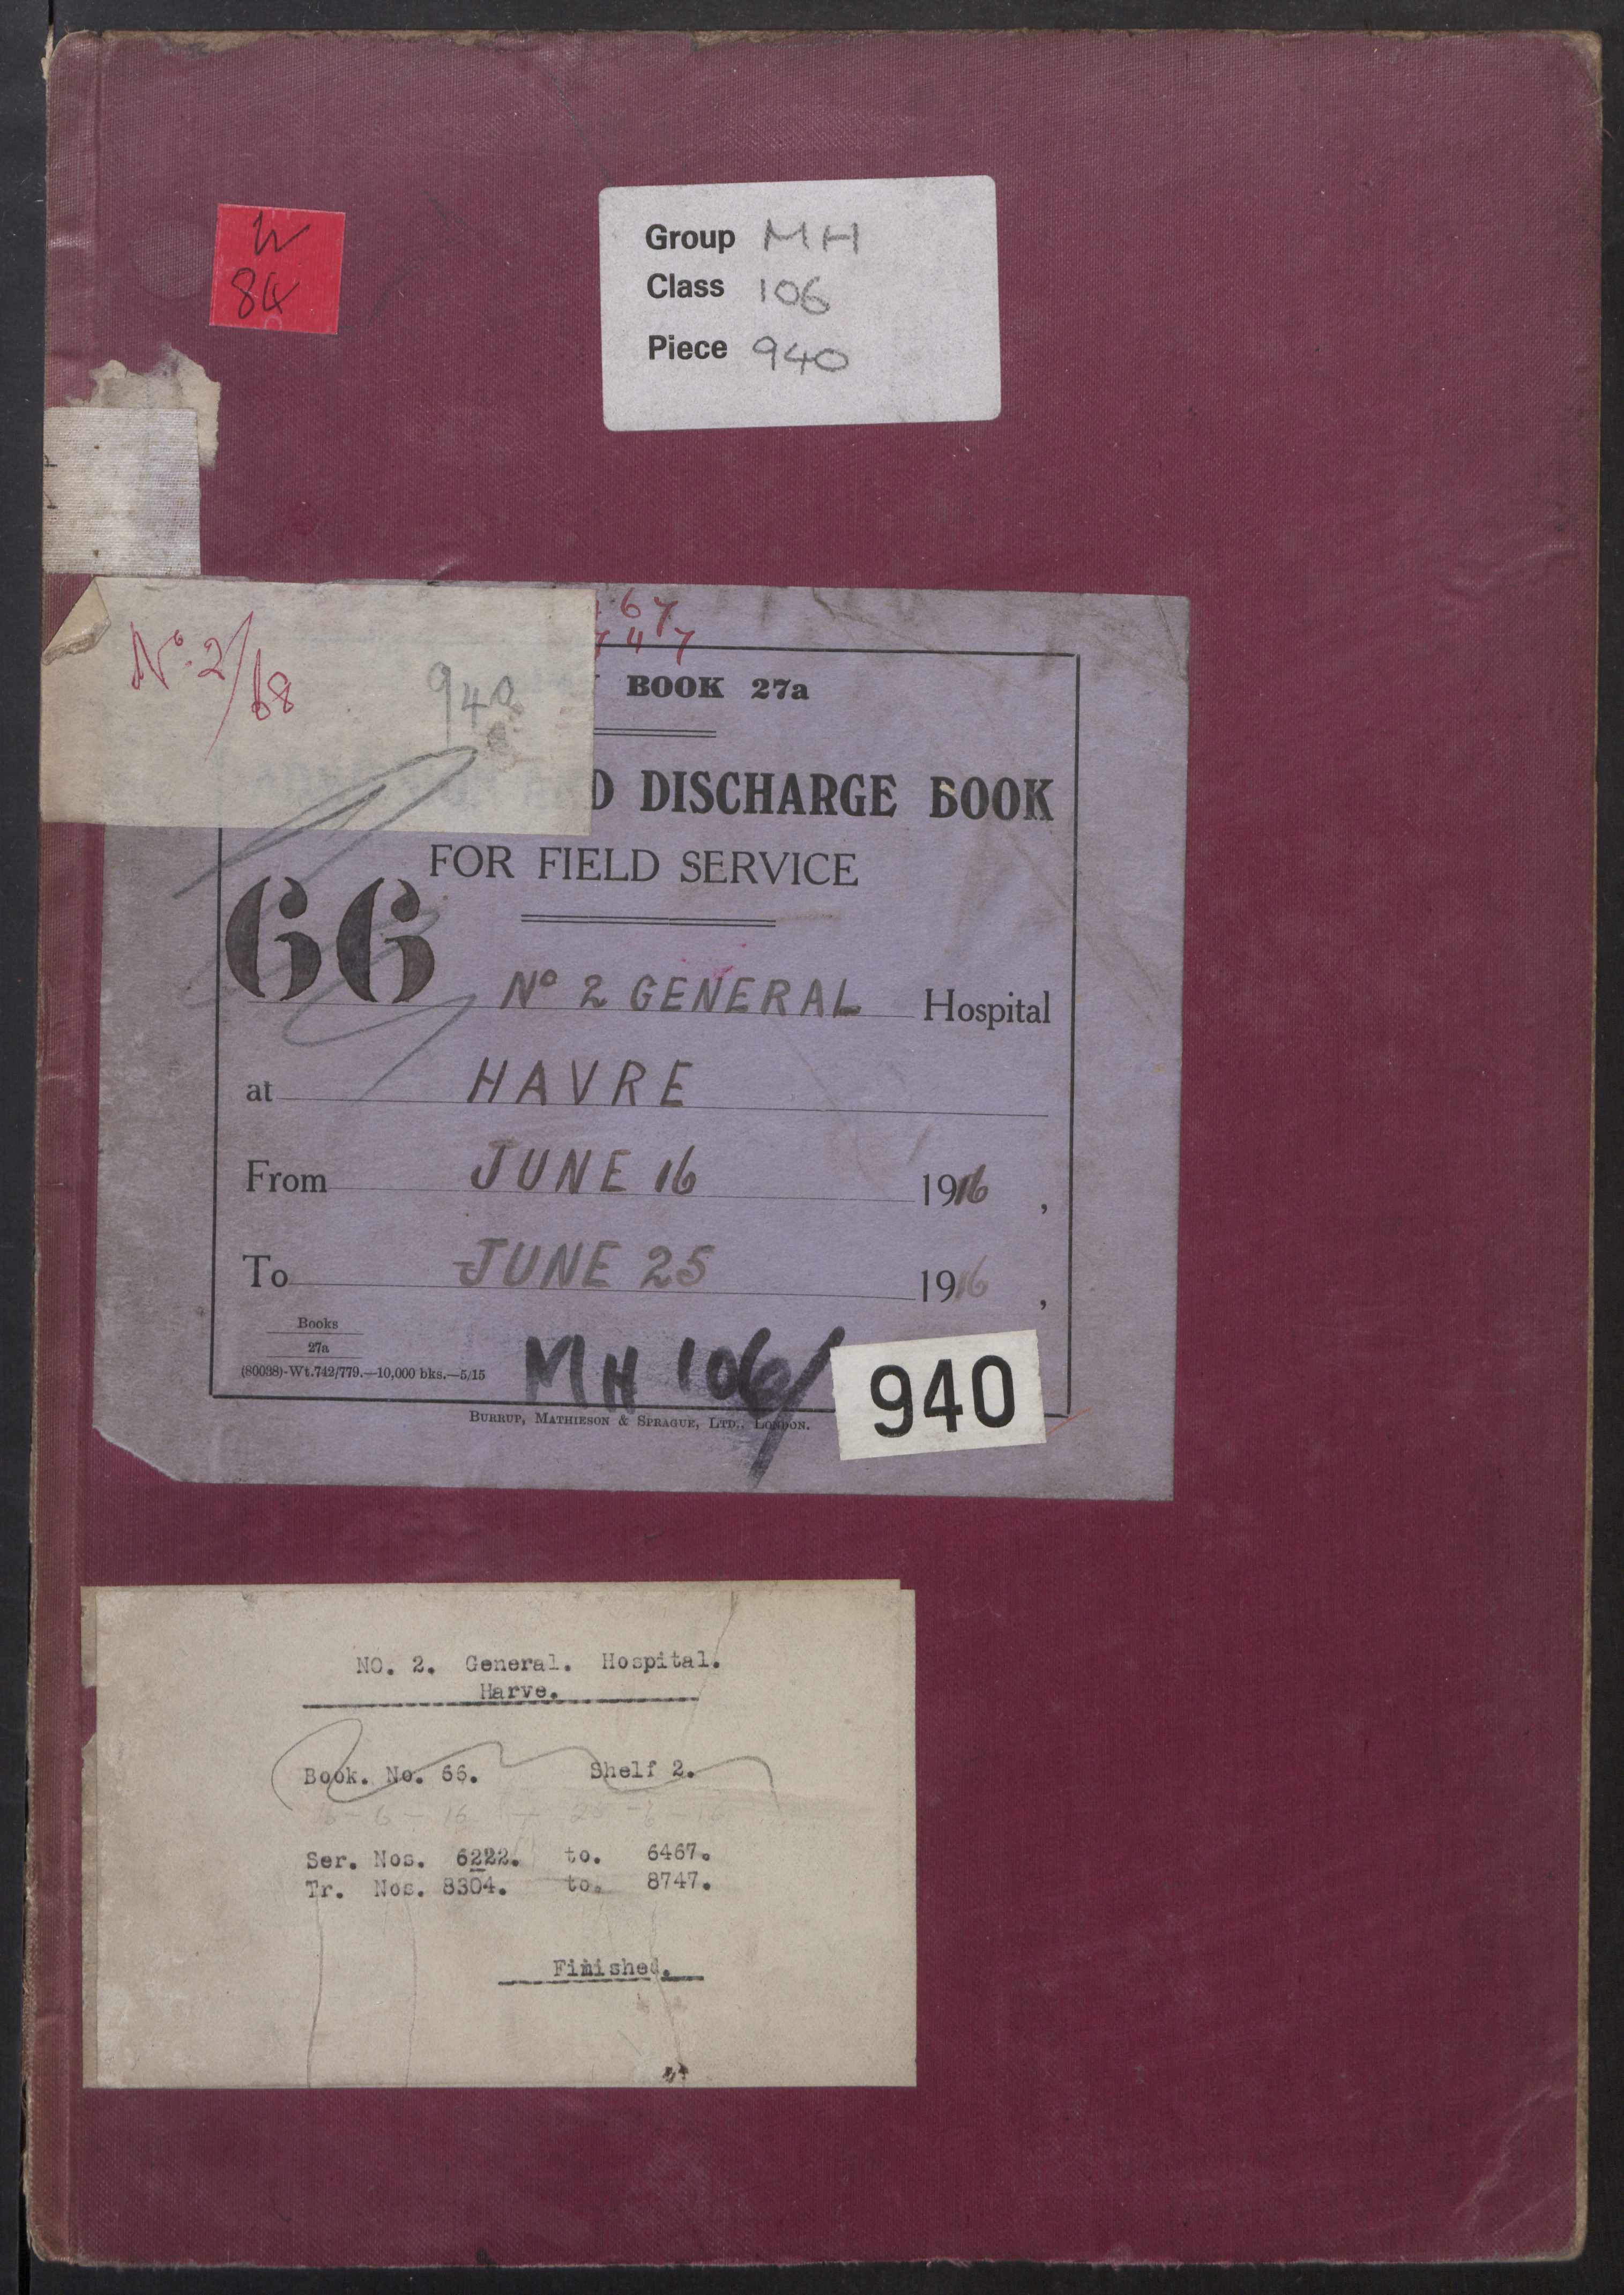 W
84
Group MH
Class 106
Piece 940
No. 2/68
940
67
747
BOOK 27a
D DISCHARGE BOOK
FOR FIELD SERVICE
66
No 2 GENERAL Hospital
at HAVRE
From JUNE 16 1916,
To JUNE 25 1916,
Books
27a
(80038)-Wt.742/779.—10,000 bks.—5/15
MH 106/
940
BURRUP, MATHIESON & SPRAGUE, LTD., LONDON.
NO. 2. General. Hospital.
Harve.
Book. No. 66. Shelf 2.
Ser. Nos. 6222. to. 6467.
Tr. Nos. 8304. to. 8747.
Finished.